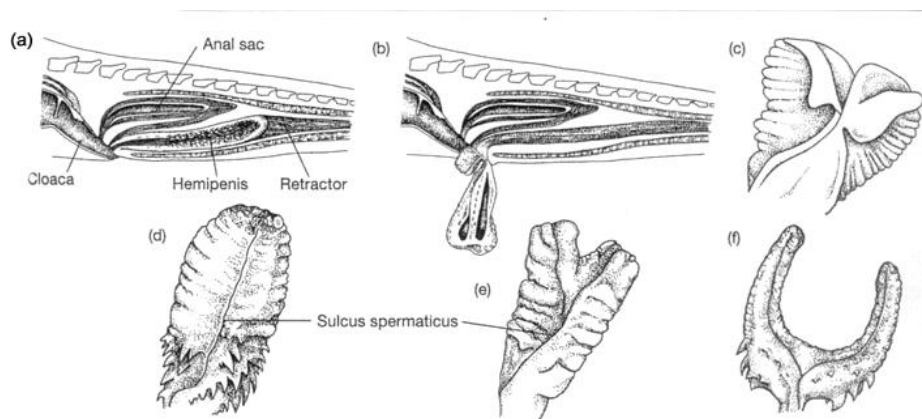 (a)
Anal sac
(b)
(c)
Cloaca
Hemipenis
Retractor
(d)
(e)
(f)
Sulcus spermaticus